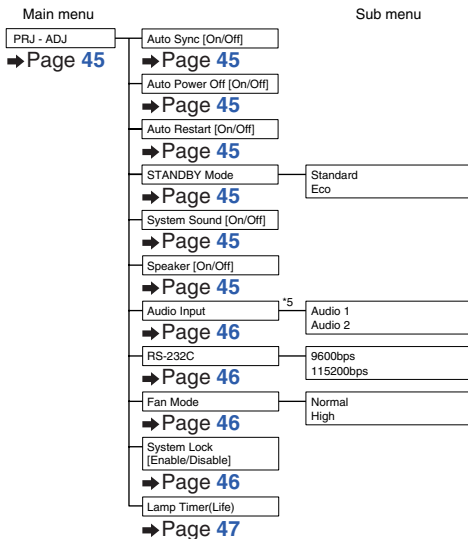 Main menu
Sub menu
PRJ - ADJ
➡Page 45
Auto Sync [On/Off]
➡Page 45
Auto Power Off [On/Off]
➡Page 45
Auto Restart [On/Off]
➡Page 45
STANDBY Mode
Standard
Eco
➡Page 45
System Sound [On/Off]
➡Page 45
Speaker [On/Off]
➡Page 45
Audio Input
*5
Audio 1
Audio 2
➡Page 46
RS-232C
9600bps
115200bps
➡Page 46
Fan Mode
Normal
High
➡Page 46
System Lock
[Enable/Disable]
➡Page 46
Lamp Timer(Life)
➡Page 47